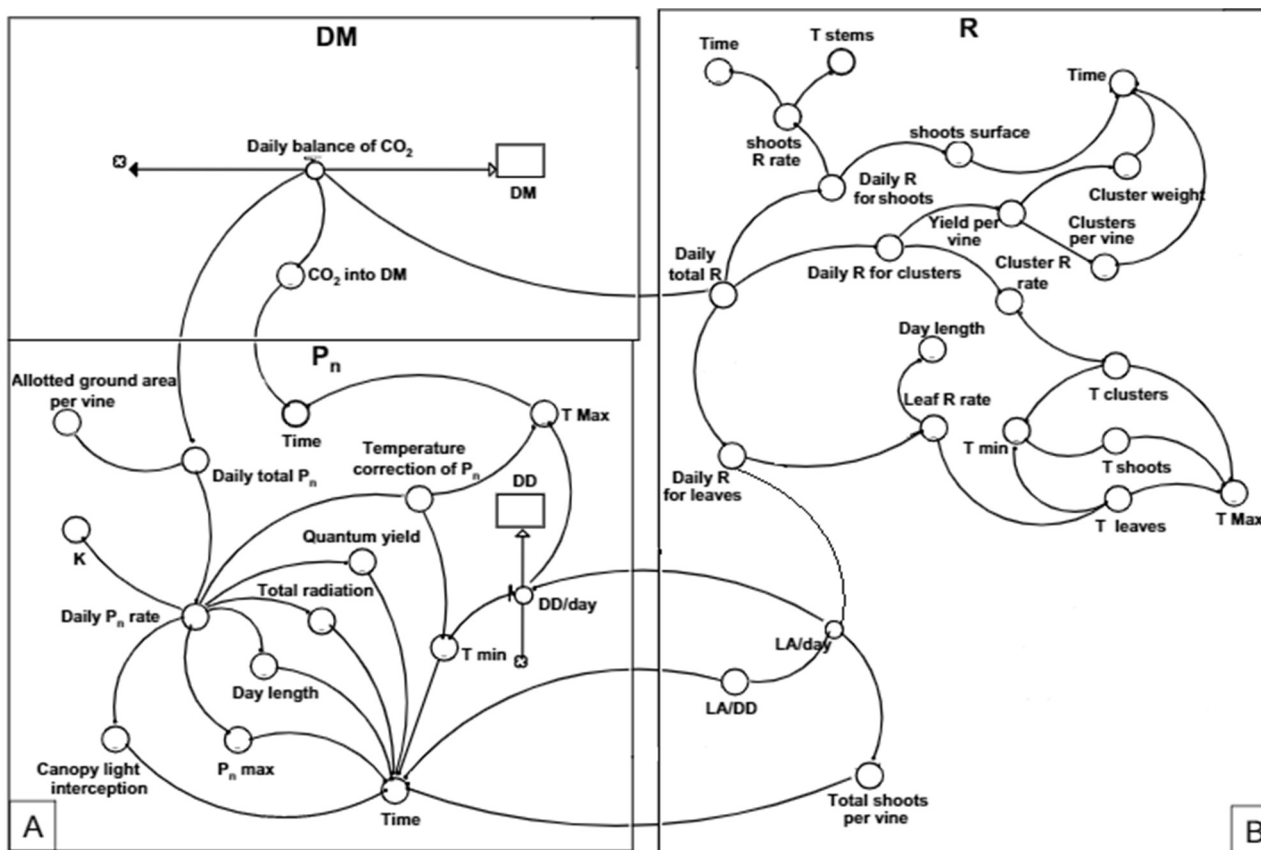 DM
Daily balance of CO2
DM
CO2 into DM
Pn
Allotted ground area
per vine
Time
T Max
Daily total Pn
Temperature
correction of Pn
DD
K
Quantum yield
Total radiation
Daily Pn rate
DD/day
T min
Day length
Canopy light
interception
Pn max
Time
A
R
Time
T stems
Time
shoots
R rate
shoots surface
Daily R
for shoots
Cluster weight
Yield per
vine
Clusters
per vine
Daily
total R
Daily R for clusters
Cluster R
rate
Day length
T clusters
Leaf R rate
T min
T shoots
Daily R
for leaves
T leaves
T Max
LA/day
LA/DD
Total shoots
per vine
B